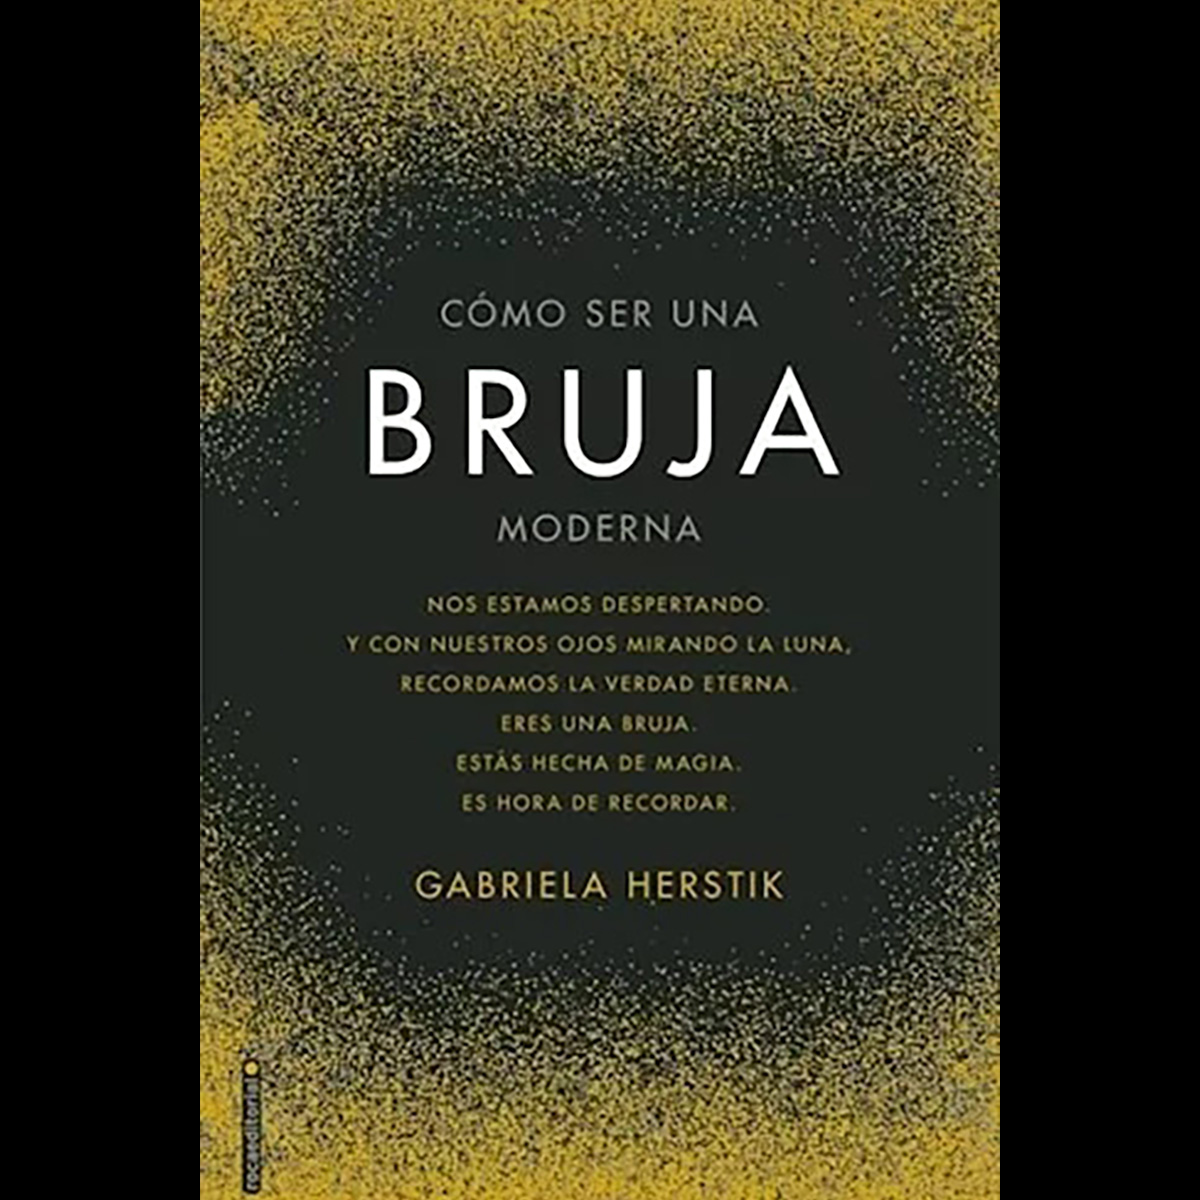 CÓMO SER UNA
BRUJA
MODERNA
NOS ESTAMOS DESPERTANDO.
Y CON NUESTROS OJOS MIRANDO LA LUNA,
RECORDAMOS LA VERDAD ETERNA.
ERES UNA BRUJA.
ESTÁS HECHA DE MAGIA.
ES HORA DE RECORDAR.
GABRIELA HERSTIK
rocaeditorial